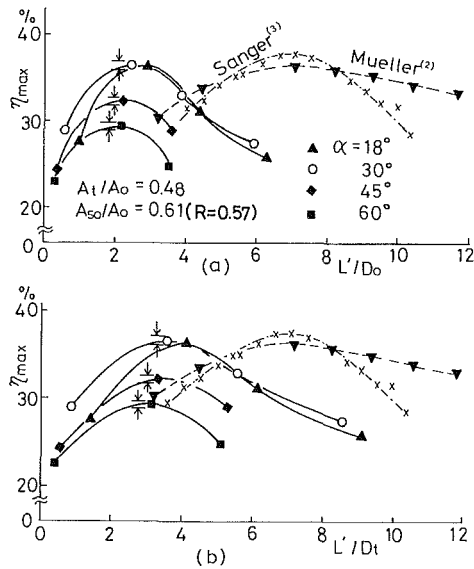 %
40
ηmax
30
20
0
Sanger(3)
Mueller(2)
▲ α=18°
○ 30°
◆ 45°
■ 60°
At/Ao=0.48
A50/Ao=0.61(R=0.57)
0 2 4 6 8 10 12
(a) L'/Do
%
40
ηmax
30
20
0
0 2 4 6 8 10 12
L'/Dt
(b)